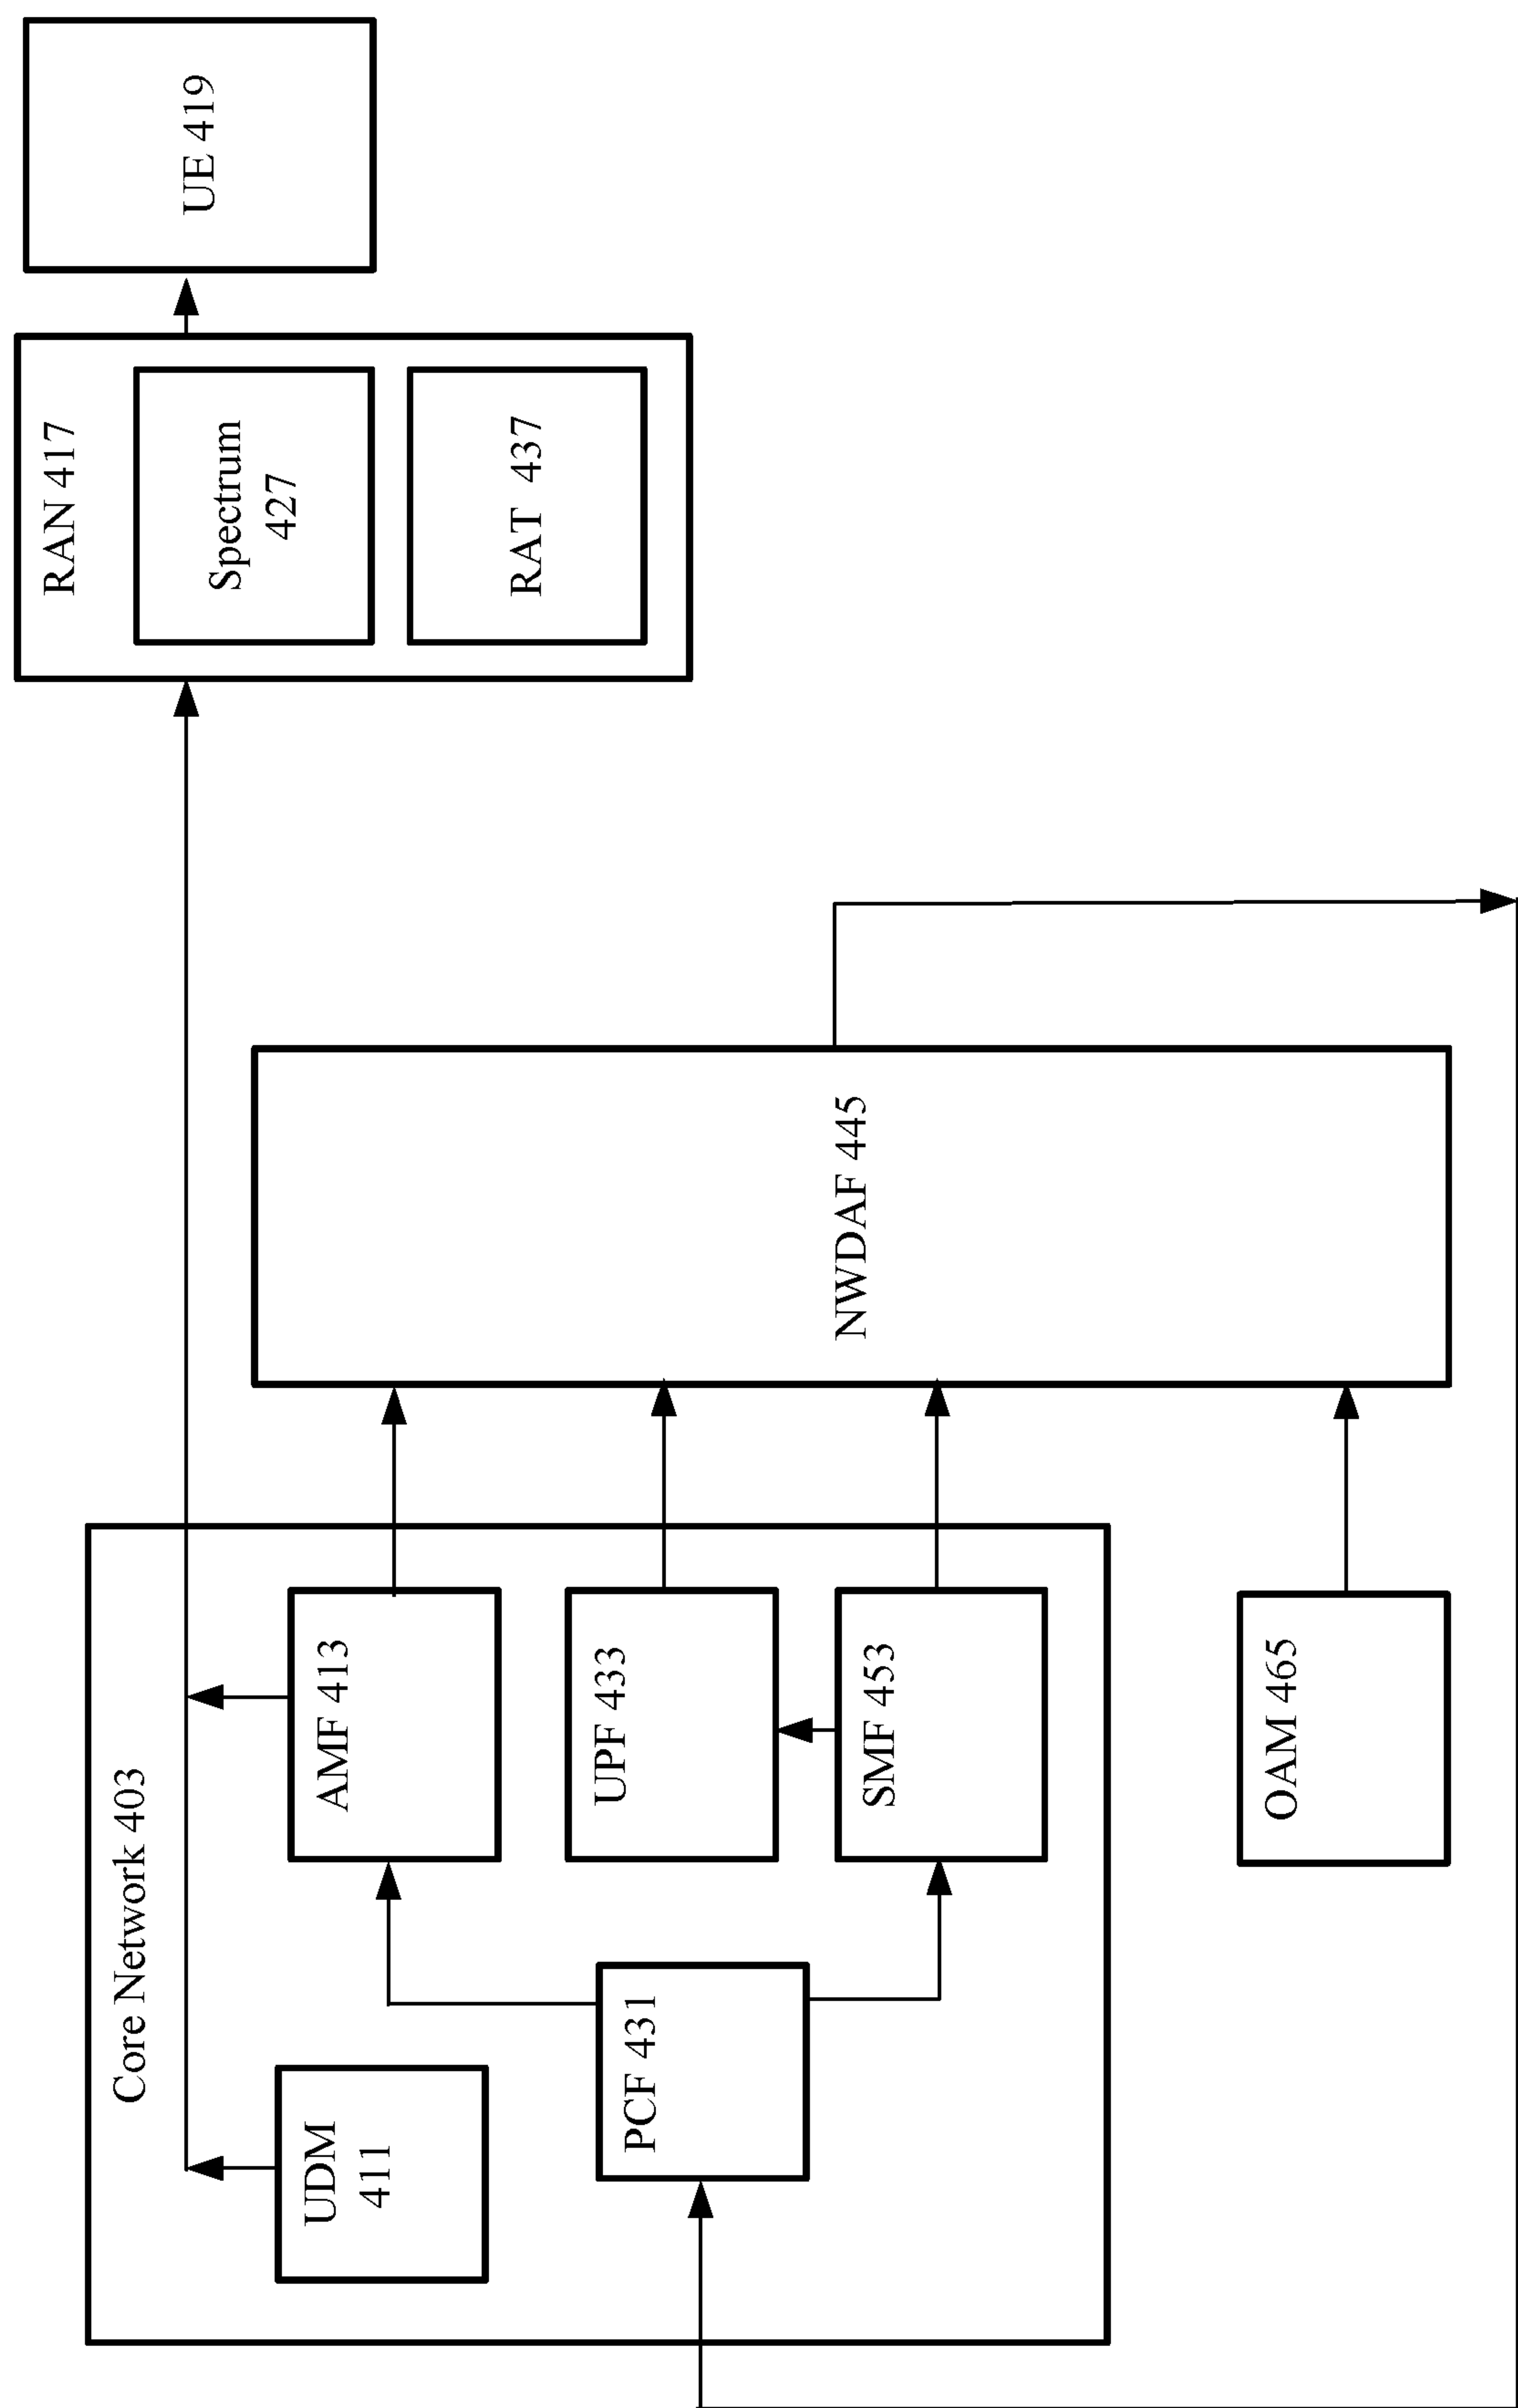 Core Network 403
UDM
411
AMF 413
PCF 431
UPF 433
SMF 453
OAM 465
NWDAF 445
RAN 417
Spectrum
427
RAT 437
UE 419